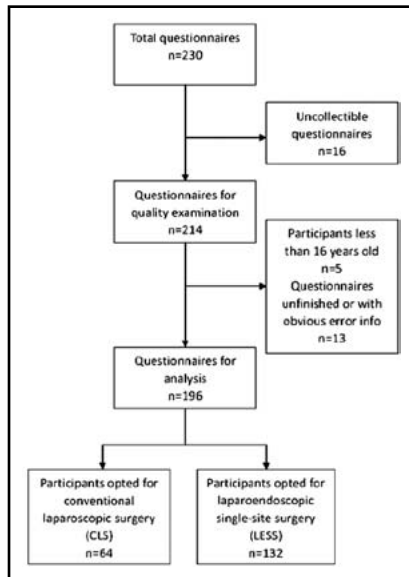 Total questionnaires
n=230
Uncollectible
questionnaires
n=16
Questionnaires for
quality examination
n=214
Participants less
than 16 years old
n=5
Questionnaires
unfinished or with
obvious error info
n=13
Questionnaires for
analysis
n=196
Participants opted for
conventional
laparoscopic surgery
(CLS)
n=64
Participants opted for
laparoendoscopic
single-site surgery
(LESS)
n=132